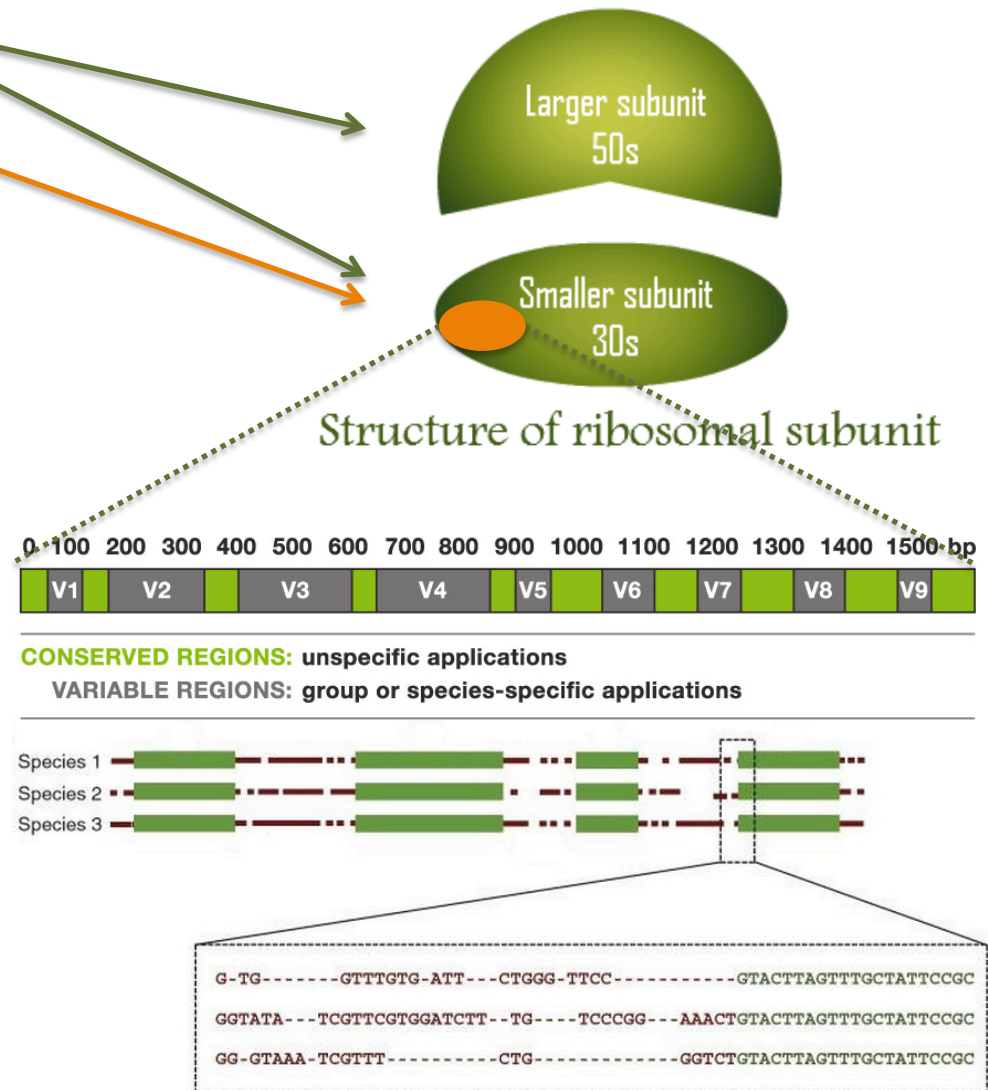 Larger subunit
50s
Smaller subunit
30s
Structure of ribosomal subunit
0 100 200 300 400 500 600 700 800 900 1000 1100 1200 1300 1400 1500 bp
V1 V2 V3 V4 V5 V6 V7 V8 V9
CONSERVED REGIONS: unspecific applications
VARIABLE REGIONS: group or species-specific applications
Species 1
Species 2
Species 3
G-TG-------GTTTGTG-ATT---CTGGG-TTCC------------GTACTTAGTTTGCTATTCCGC
GGTATA---TCGTTCGTGGATCTT--TG----TCCCGG---AAACTGTACTTAGTTTGCTATTCCGC
GG-GTAAA-TCGTTT----------CTG-------------GGTCTGTACTTAGTTTGCTATTCCGC